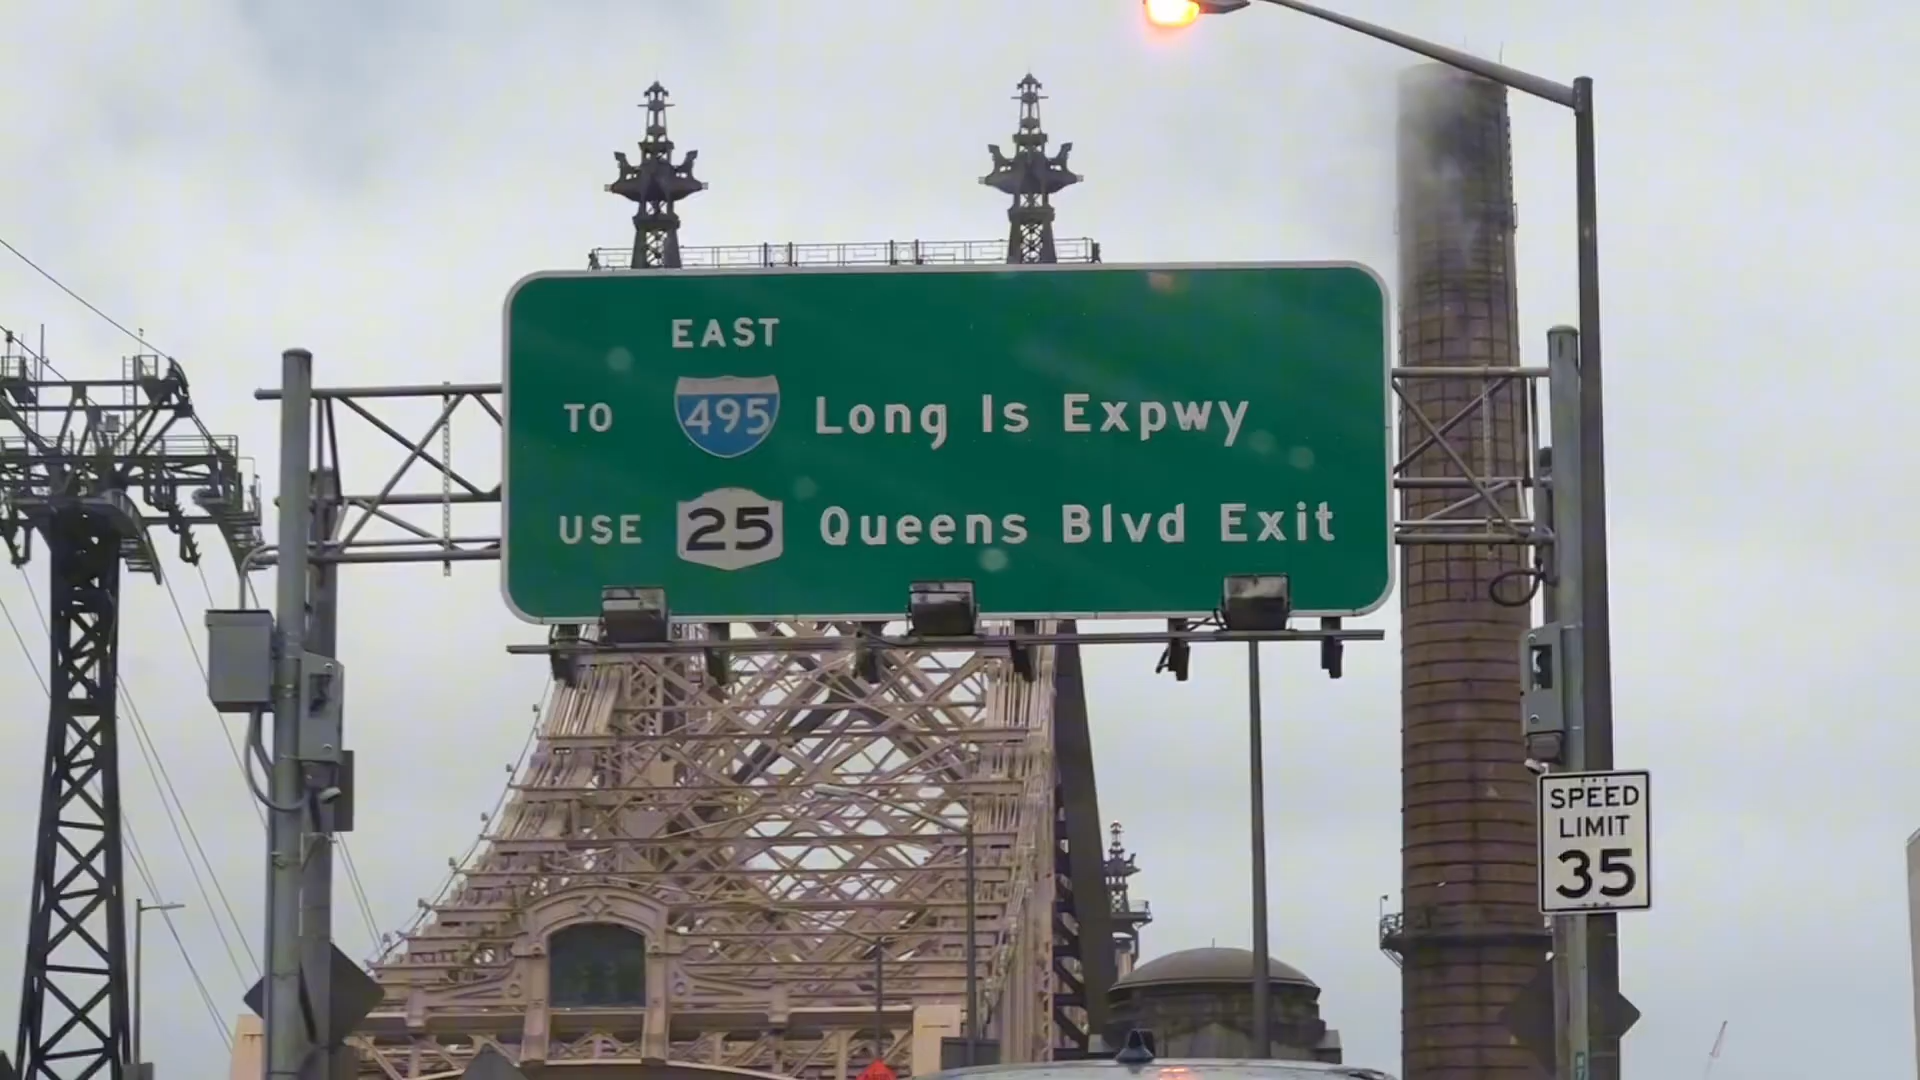 EAST
TO 495 Long Is Expwy
USE 25 Queens Blvd Exit
SPEED
LIMIT
35